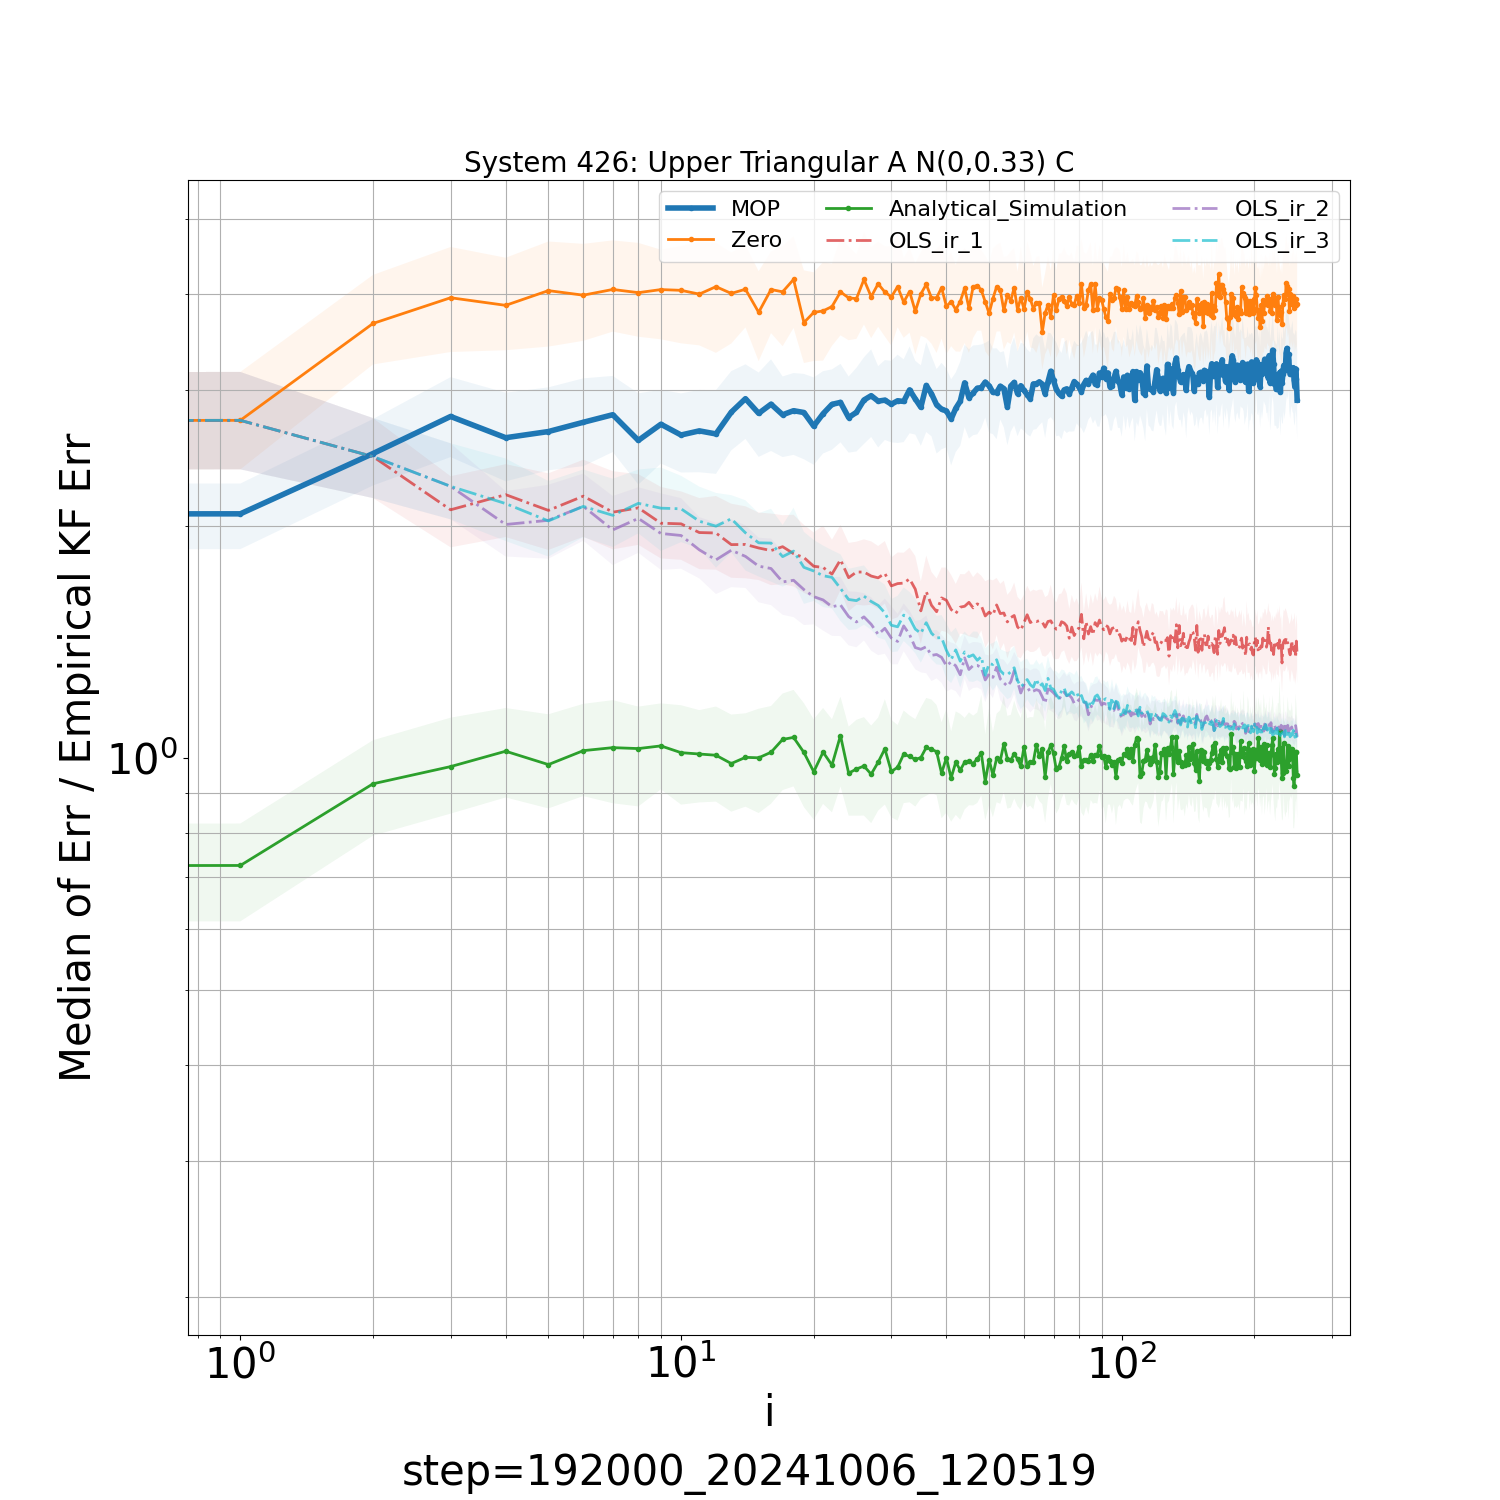 System 426: Upper Triangular A N(0,0.33) C
MOP
Zero
Analytical_Simulation
OLS_ir_1
OLS_ir_2
OLS_ir_3
Median of Err / Empirical KF Err
10⁰
10⁰
10¹
10²
i
step=192000_20241006_120519